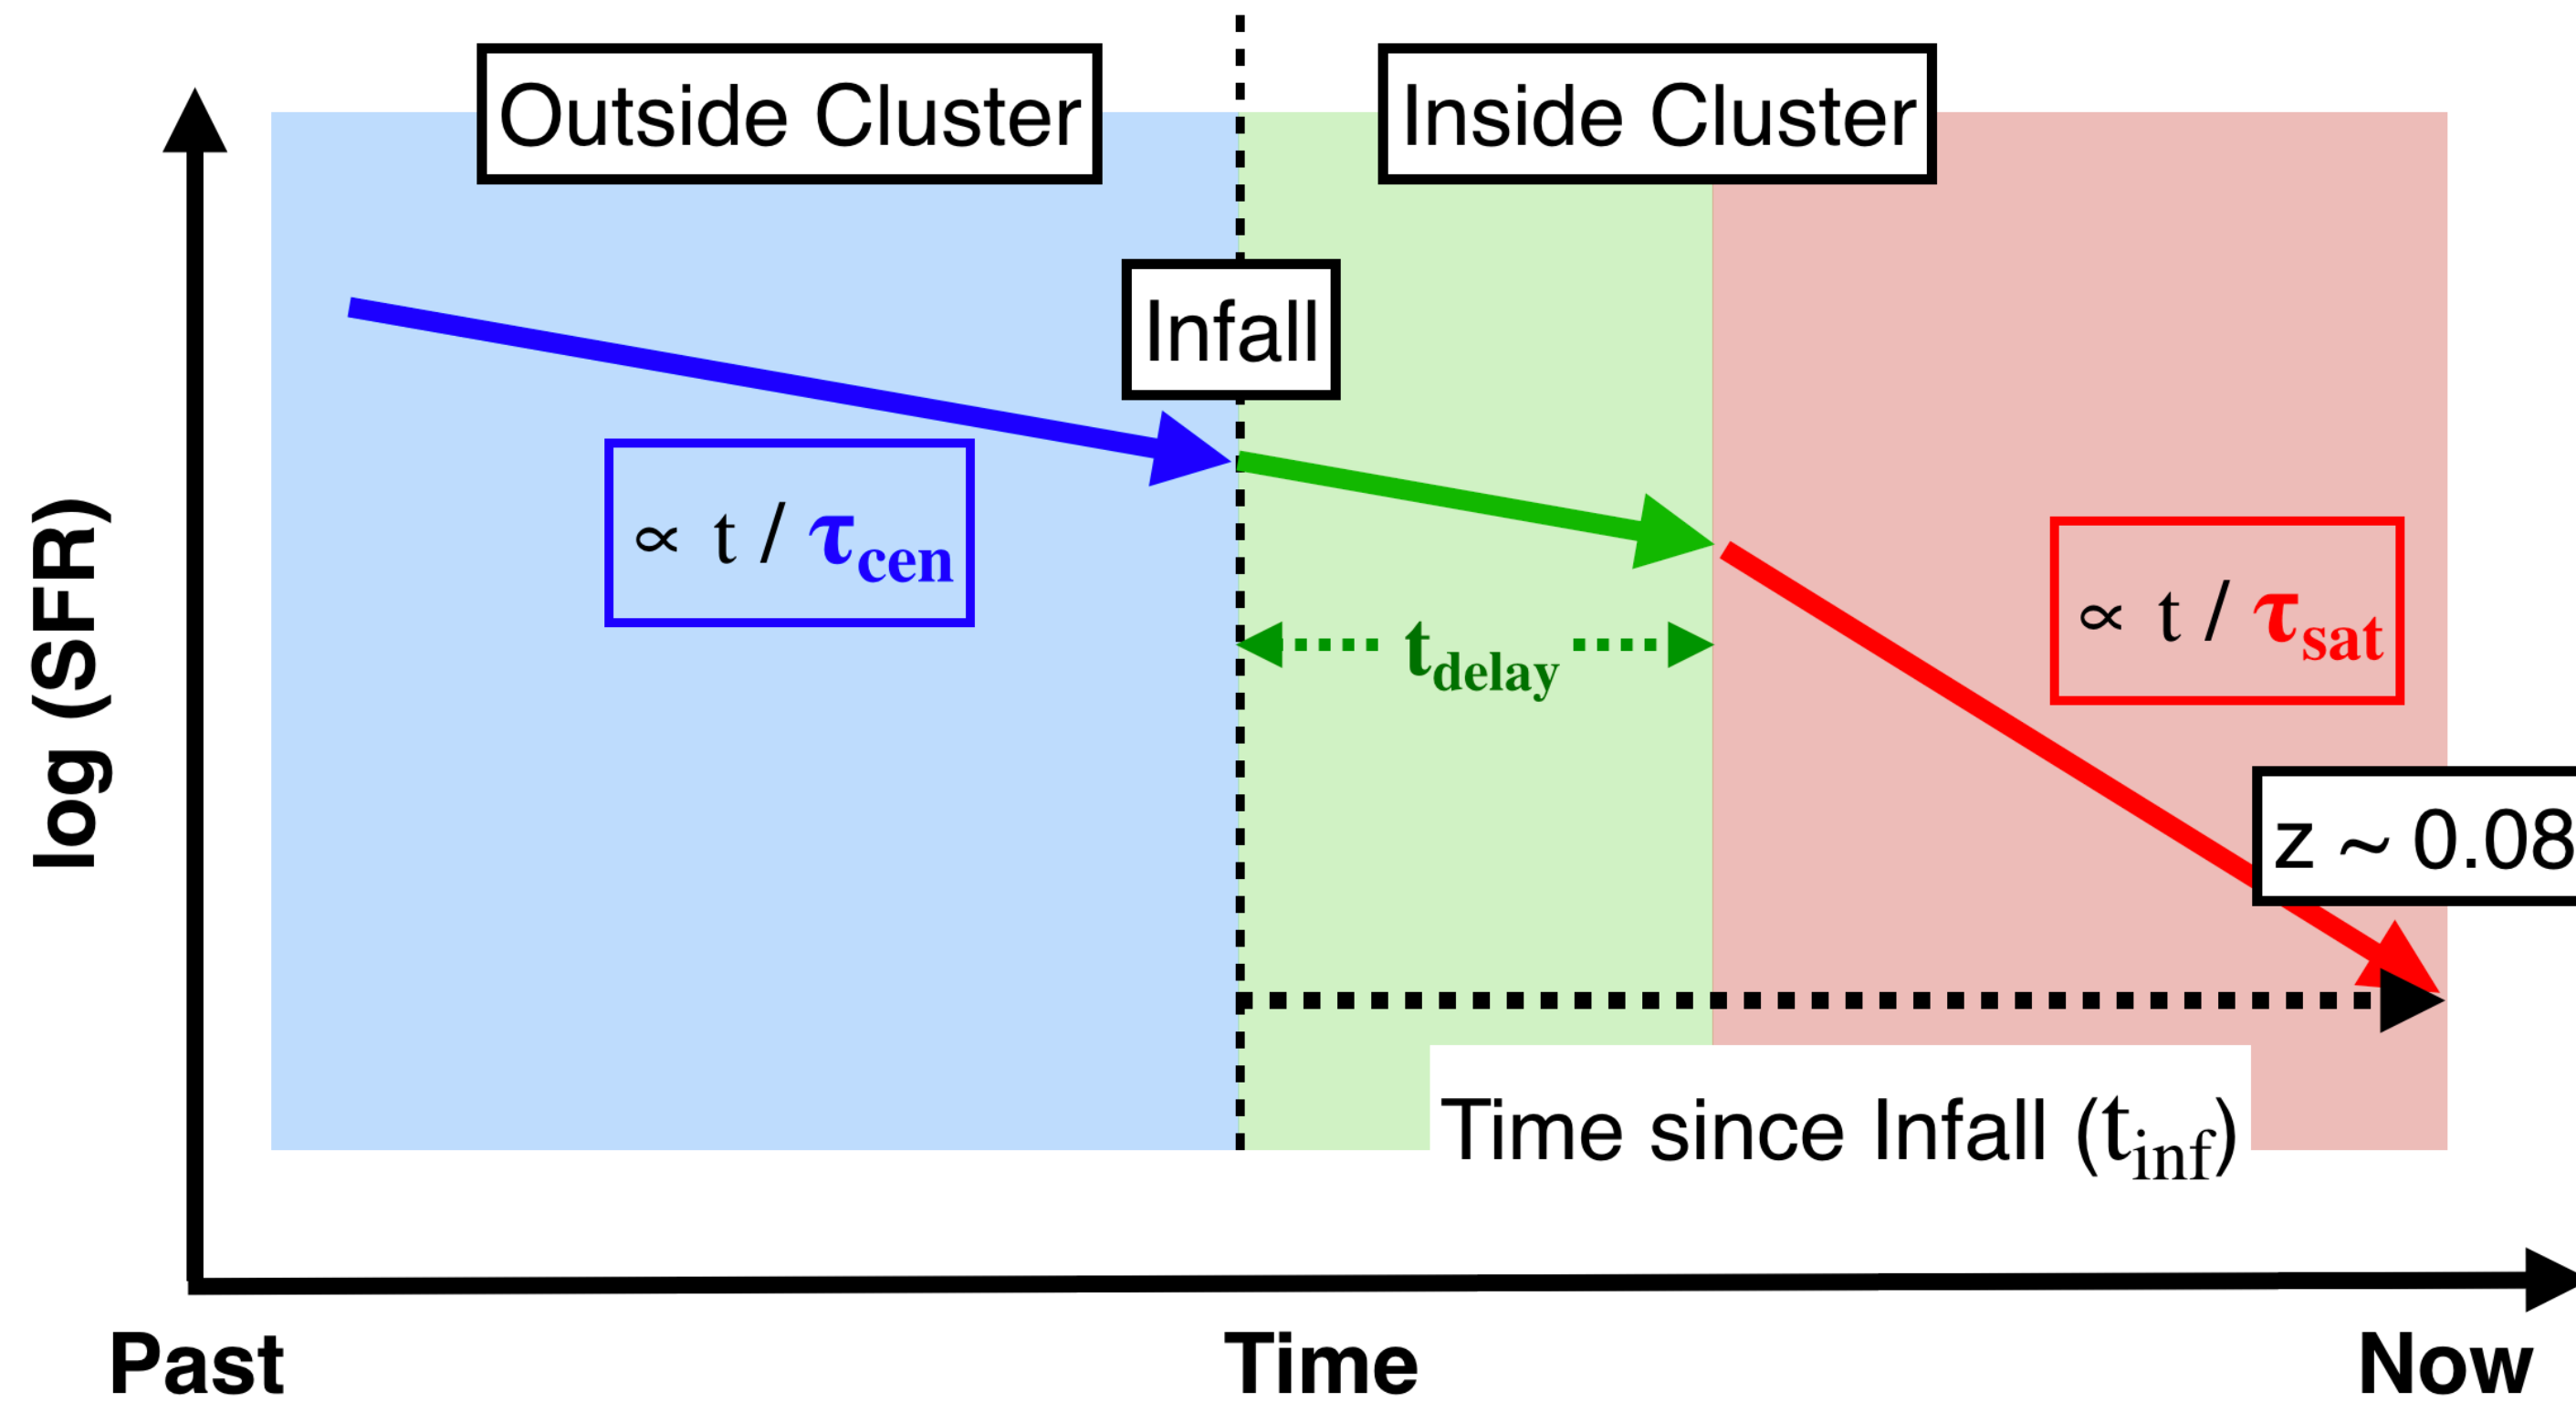 Outside Cluster
Inside Cluster
Infall
∝ t / τcen
tdelay
∝ t / τsat
z ~ 0.08
Time since Infall (tinf)
log (SFR)
Past
Time
Now